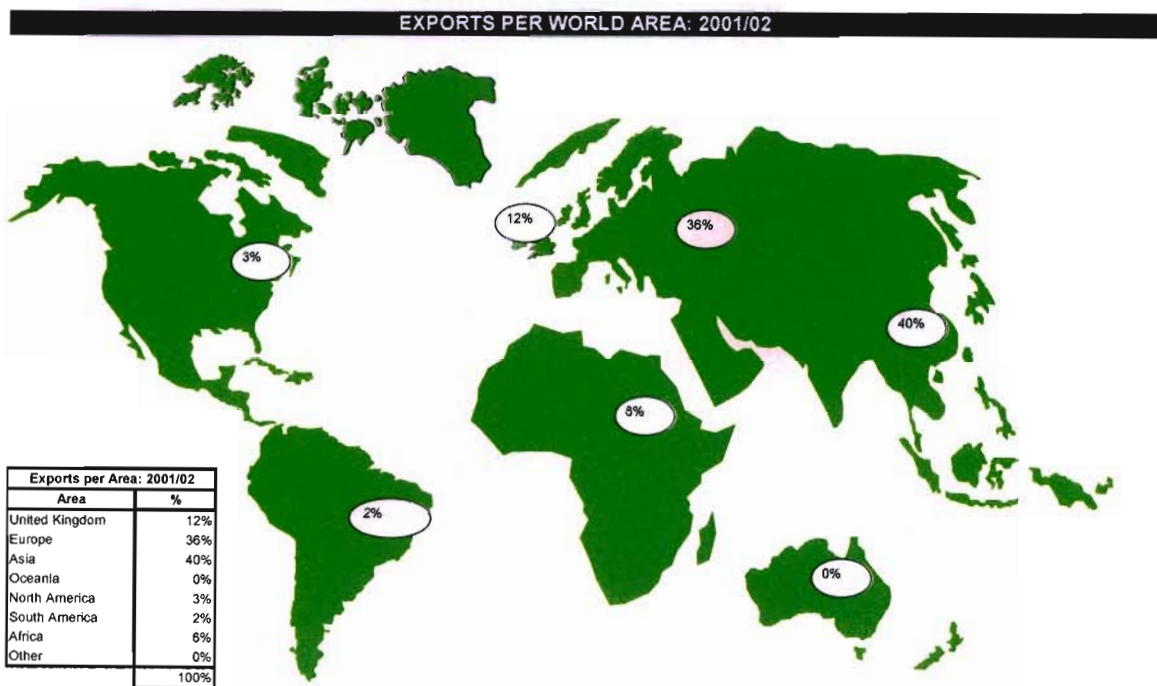 EXPORTS PER WORLD AREA: 2001/02
12%
36%
3%
40%
6%
2%
0%
Exports per Area: 2001/02
Area %
United Kingdom 12%
Europe 36%
Asia 40%
Oceania 0%
North America 3%
South America 2%
Africa 6%
Other 0%
100%